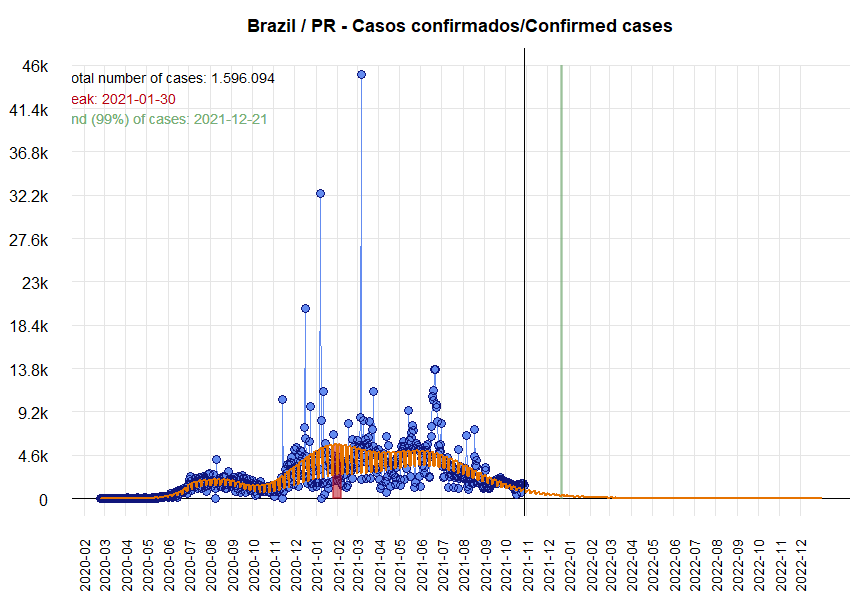 Brazil / PR - Casos confirmados/Confirmed cases
46k
otal number of cases: 1.596.094
eak: 2021-01-30
41.4k
nd (99%) of cases: 2021-12-21
36.8k
32.2k
27.6k
23k
18.4k
13.8k
9.2k
4.6k
0
2020-02
2020-03
2020-04
2020-05
2020-06
2020-07
2020-08
2020-09
2020-10
2020-11
2020-12
2021-01
2021-02
2021-03
2021-04
2021-05
2021-06
2021-07
2021-08
2021-09
2021-10
2021-11
2021-12
2022-01
2022-02
2022-03
2022-04
2022-05
2022-06
2022-07
2022-08
2022-09
2022-10
2022-11
2022-12